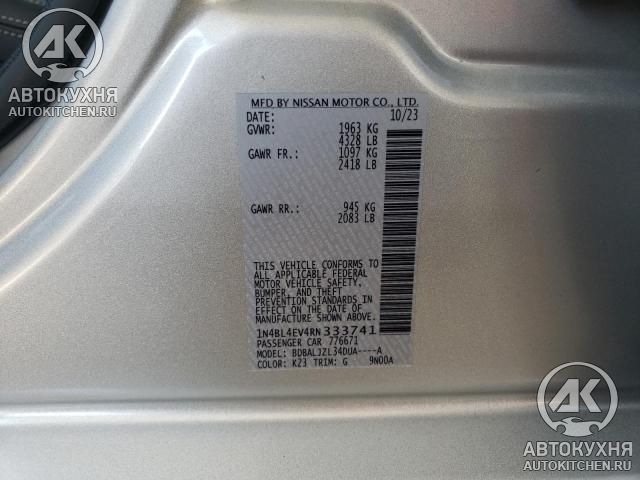 АВТОКУХНЯ
AUTOKITCHEN.RU
MFD BY NISSAN MOTOR CO., LTD.
DATE: 10/23
GVWR: 1963 KG
4328 LB
GAWR FR.: 1097 KG
2418 LB
GAWR RR.: 945 KG
2083 LB
THIS VEHICLE CONFORMS TO
ALL APPLICABLE FEDERAL
MOTOR VEHICLE SAFETY,
BUMPER, AND THEFT
PREVENTION STANDARDS IN
EFFECT ON THE DATE OF
MANUFACTURE SHOWN ABOVE.
1N4BL4EV4RN333741
PASSENGER CAR 776671
MODEL: BDBALJZL34DUA----A
COLOR: K23 TRIM: G 9N00A
АВТОКУХНЯ
AUTOKITCHEN.RU